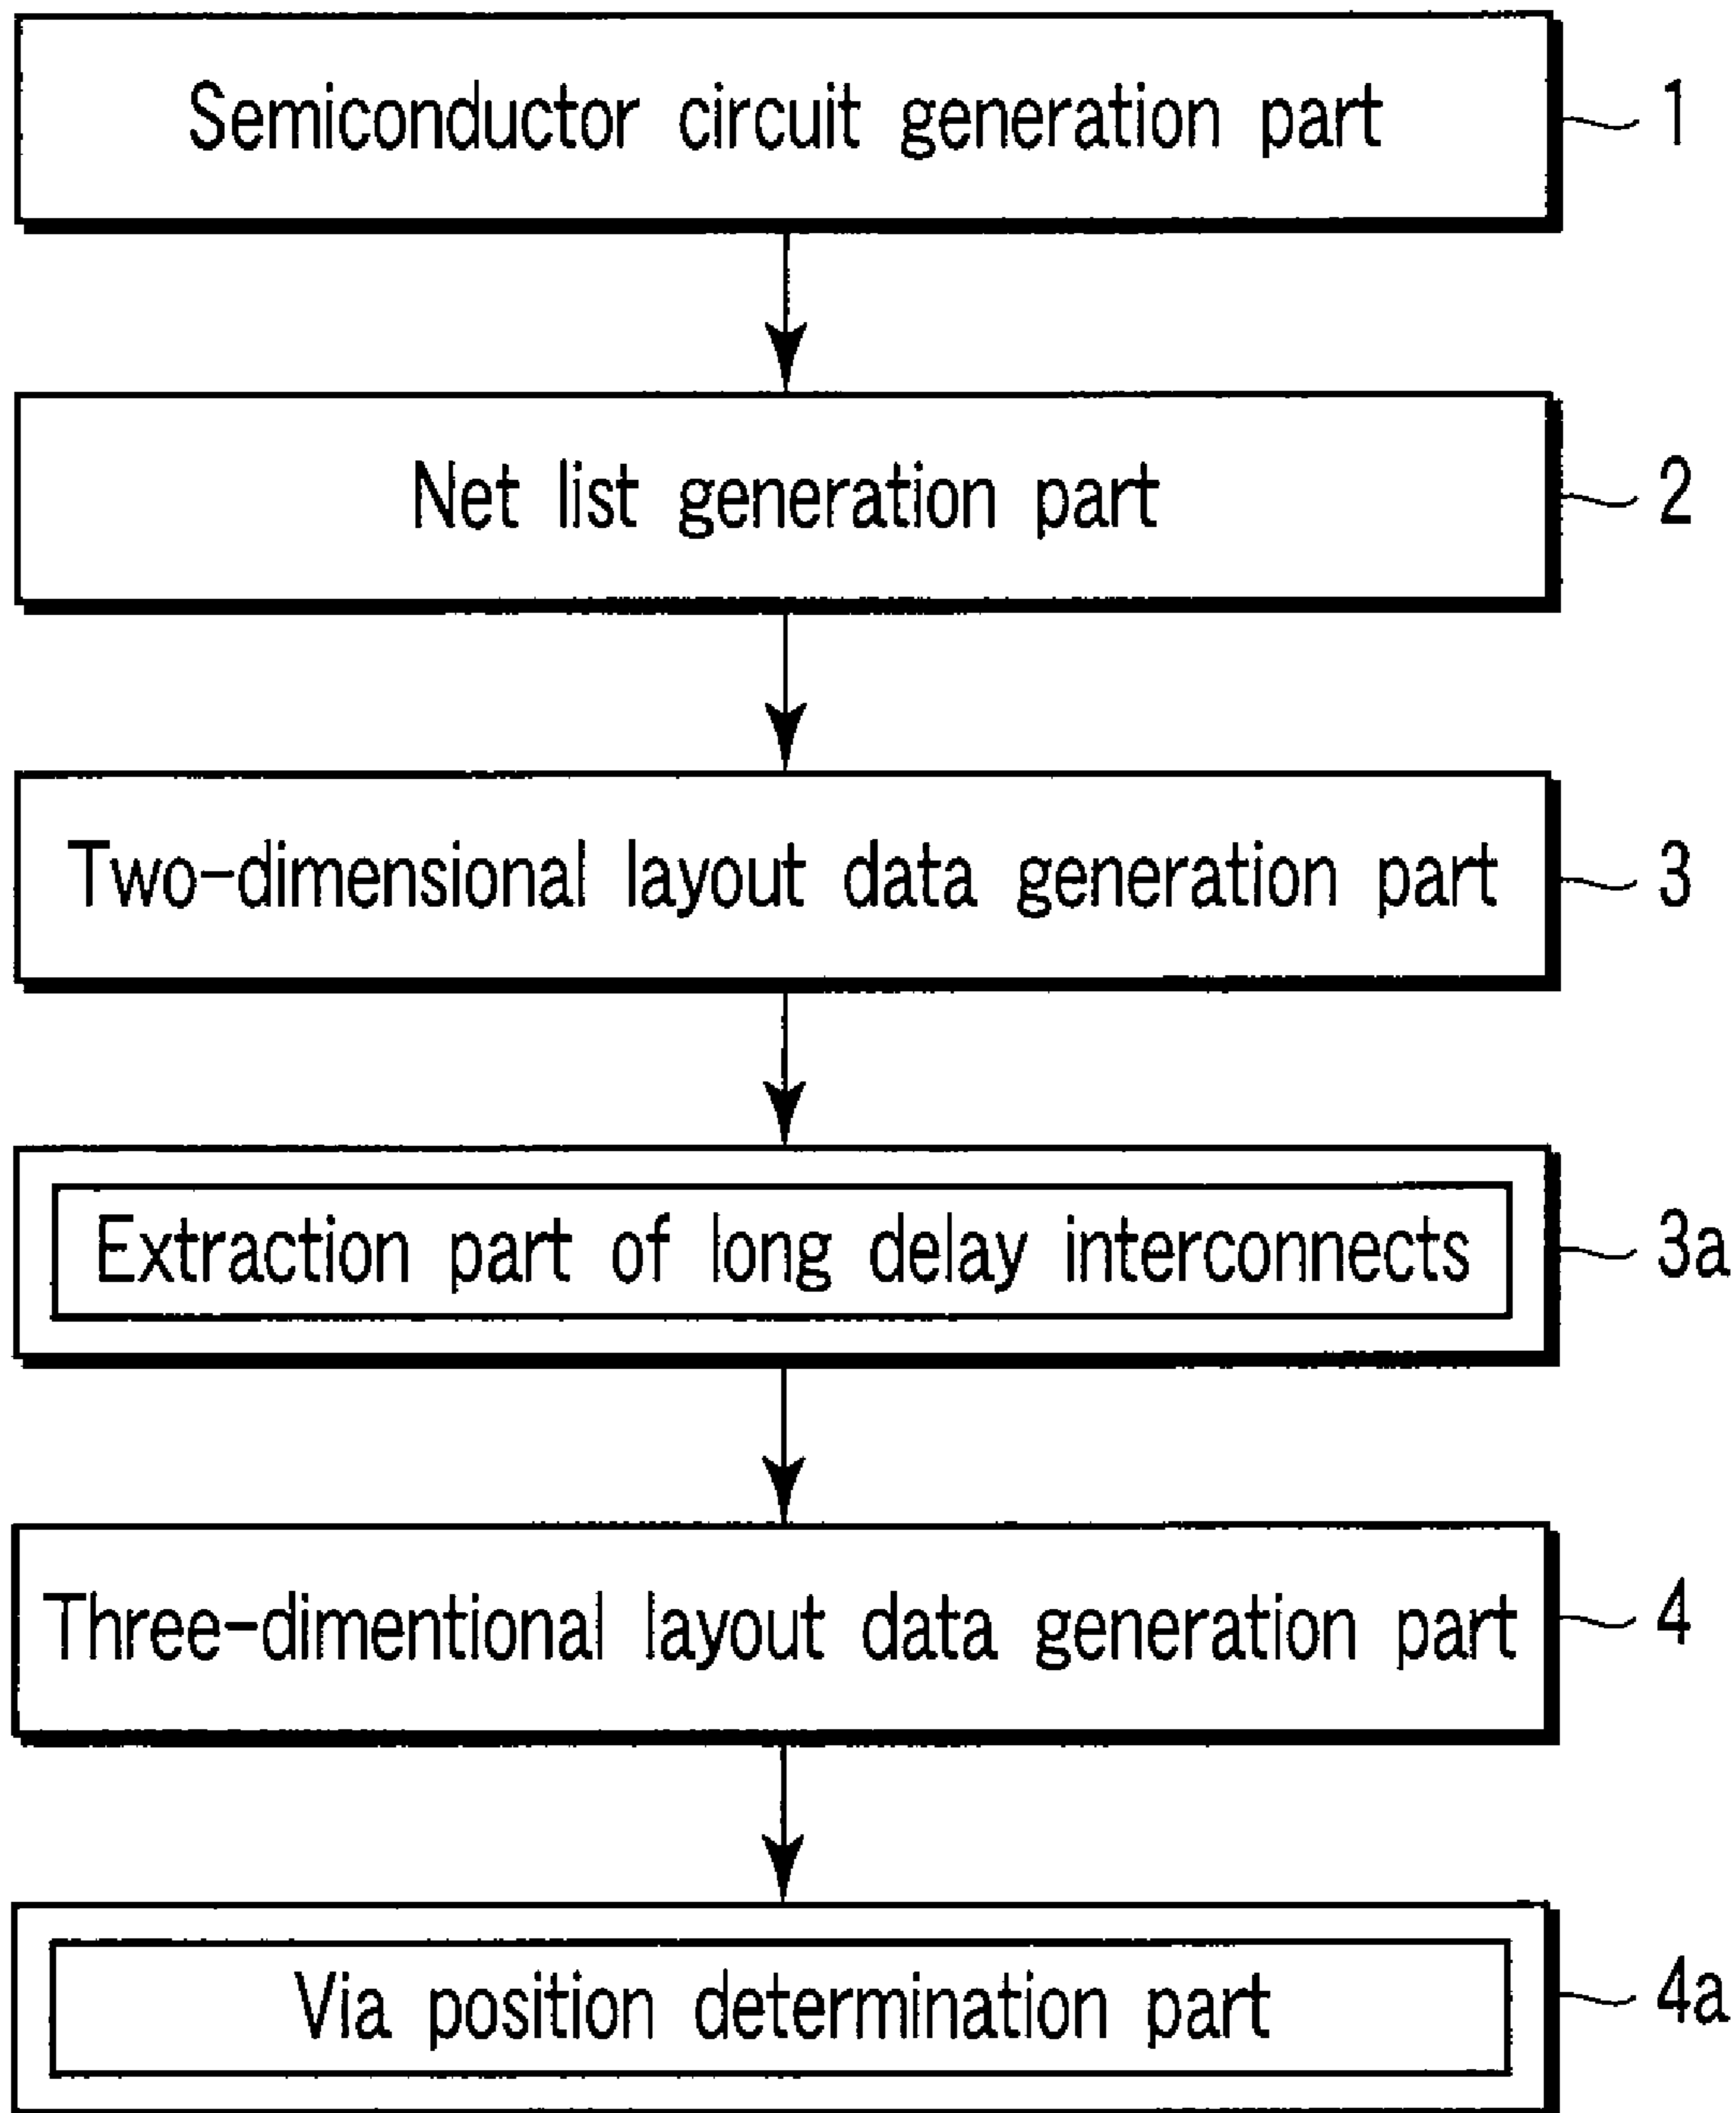 Semiconductor circuit generation part 1
Net list generation part 2
Two-dimensional layout data generation part 3
Extraction part of long delay interconnects 3a
Three-dimentional layout data generation part 4
Via position determination part 4a